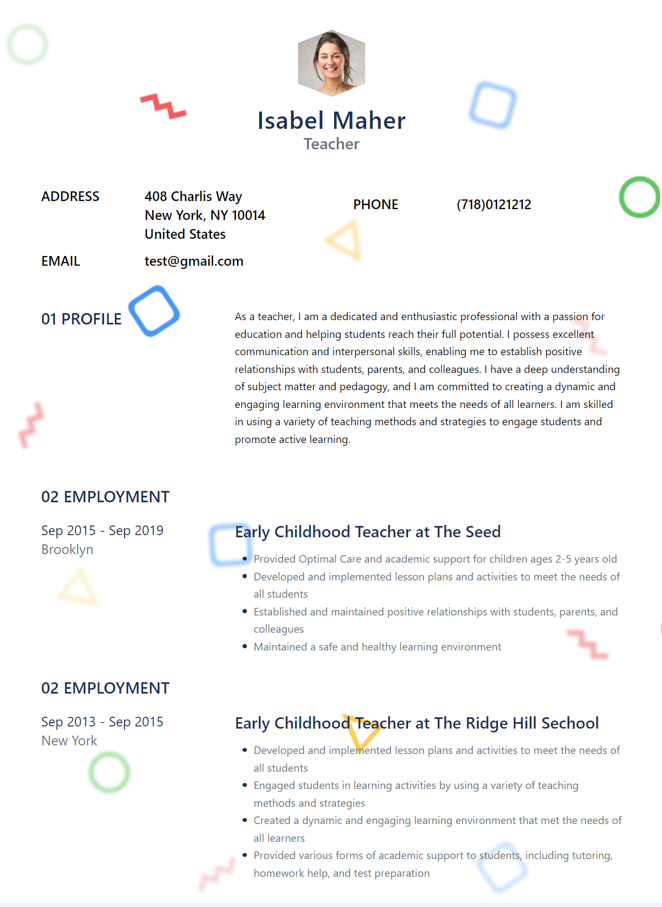 Isabel Maher
Teacher
ADDRESS
408 Charlis Way
New York, NY 10014
United States
PHONE
(718)0121212
EMAIL
test@gmail.com
01 PROFILE
As a teacher, I am a dedicated and enthusiastic professional with a passion for
education and helping students reach their full potential. I possess excellent
communication and interpersonal skills, enabling me to establish positive
relationships with students, parents, and colleagues. I have a deep understanding
of subject matter and pedagogy, and I am committed to creating a dynamic and
engaging learning environment that meets the needs of all learners. I am skilled
in using a variety of teaching methods and strategies to engage students and
promote active learning.
02 EMPLOYMENT
Sep 2015 - Sep 2019
Brooklyn
Early Childhood Teacher at The Seed
Provided Optimal Care and academic support for children ages 2-5 years old
Developed and implemented lesson plans and activities to meet the needs of
all students
Established and maintained positive relationships with students, parents, and
colleagues
Maintained a safe and healthy learning environment
02 EMPLOYMENT
Sep 2013 - Sep 2015
New York
Early Childhood Teacher at The Ridge Hill Sechool
Developed and implemented lesson plans and activities to meet the needs of
all students
Engaged students in learning activities by using a variety of teaching
methods and strategies
Created a dynamic and engaging learning environment that met the needs of
all learners
Provided various forms of academic support to students, including tutoring,
homework help, and test preparation